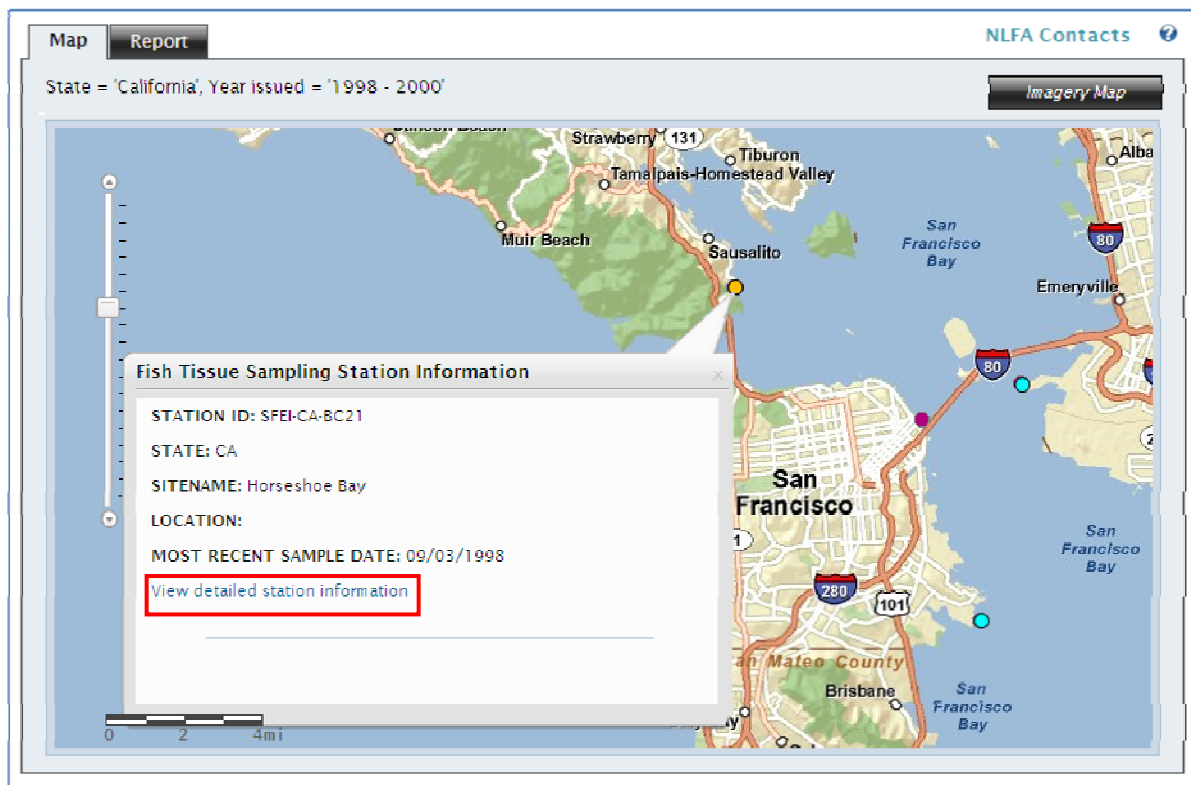 Map
Report
NLFA Contacts
?
State = 'California', Year issued = '1998 - 2000'
Imagery Map
Strawberry
131
Tiburon
Tamalpais-Homestead Valley
Alba
Muir Beach
Sausalito
San
Francisco
Bay
80
Emeryville
80
Fish Tissue Sampling Station Information
x
STATION ID: SFEI-CA-BC21
STATE: CA
SITENAME: Horseshoe Bay
LOCATION:
MOST RECENT SAMPLE DATE: 09/03/1998
View detailed station information
San
Francisco
1
2
San
Francisco
Bay
280
101
an Mateo County
Brisbane
San
Francisco
Bay
0 2 4mi